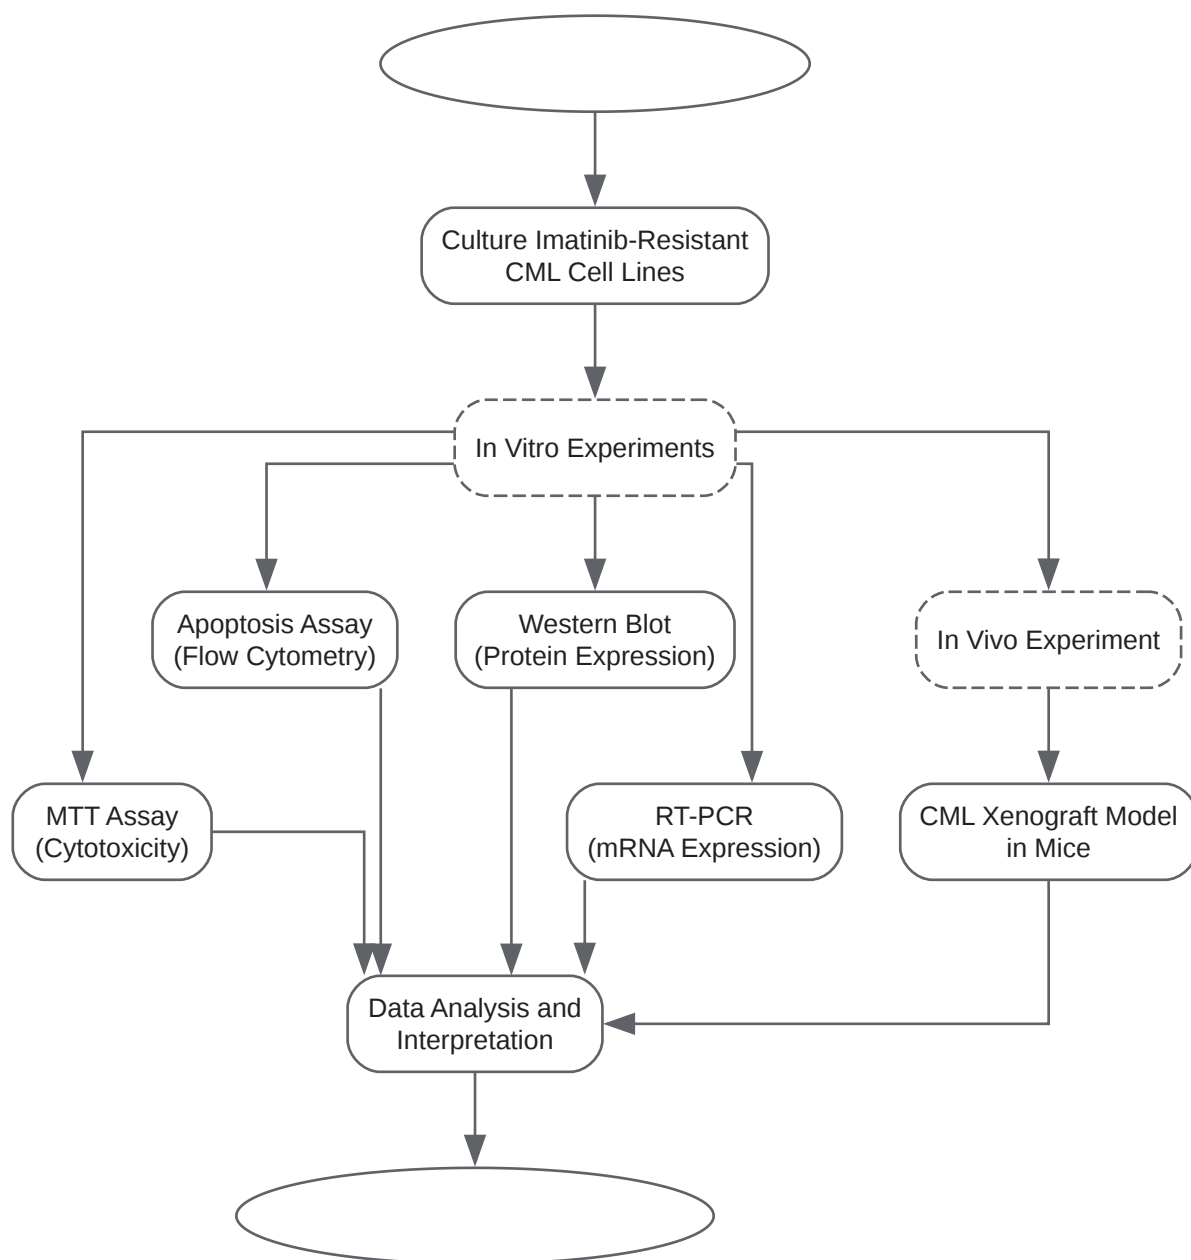 Culture Imatinib-Resistant
CML Cell Lines
In Vitro Experiments
Apoptosis Assay
(Flow Cytometry)
Western Blot
(Protein Expression)
In Vivo Experiment
MTT Assay
(Cytotoxicity)
RT-PCR
(mRNA Expression)
CML Xenograft Model
in Mice
Data Analysis and
Interpretation